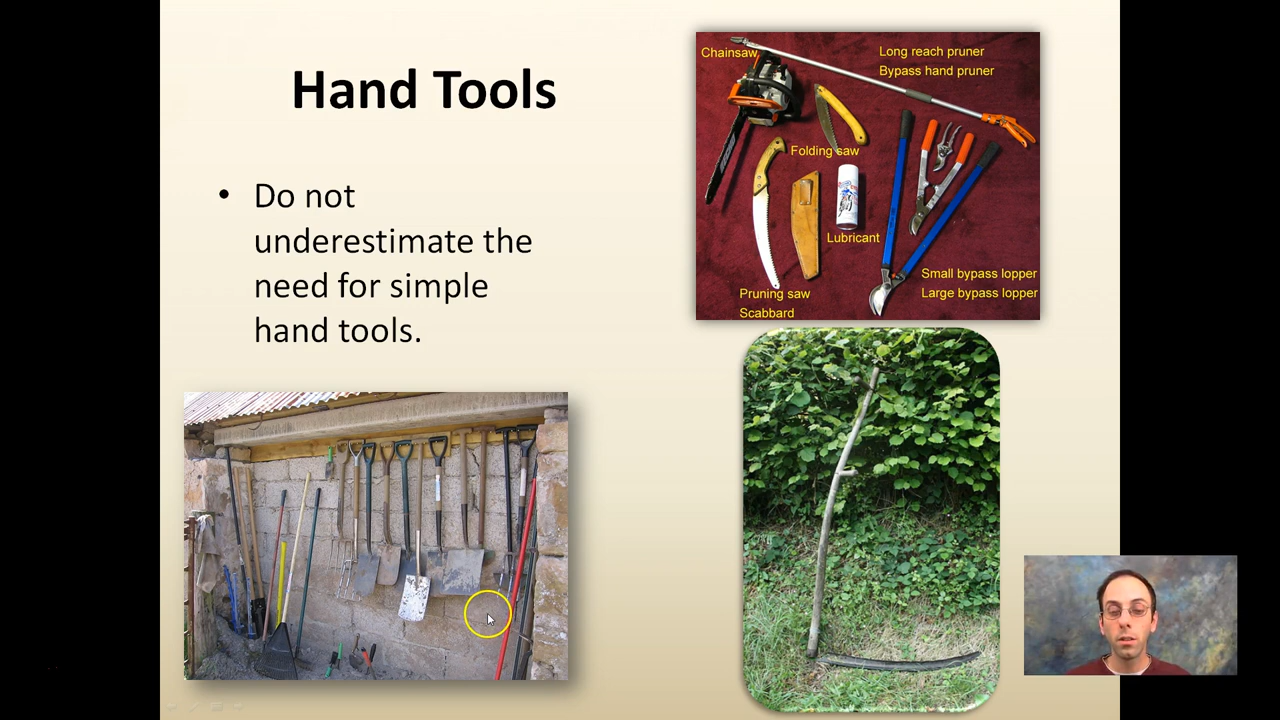 Hand Tools
• Do not
underestimate the
need for simple
hand tools.
Chainsaw
Long reach pruner
Bypass hand pruner
Folding saw
Lubricant
Small bypass lopper
Large bypass lopper
Pruning saw
Scabbard